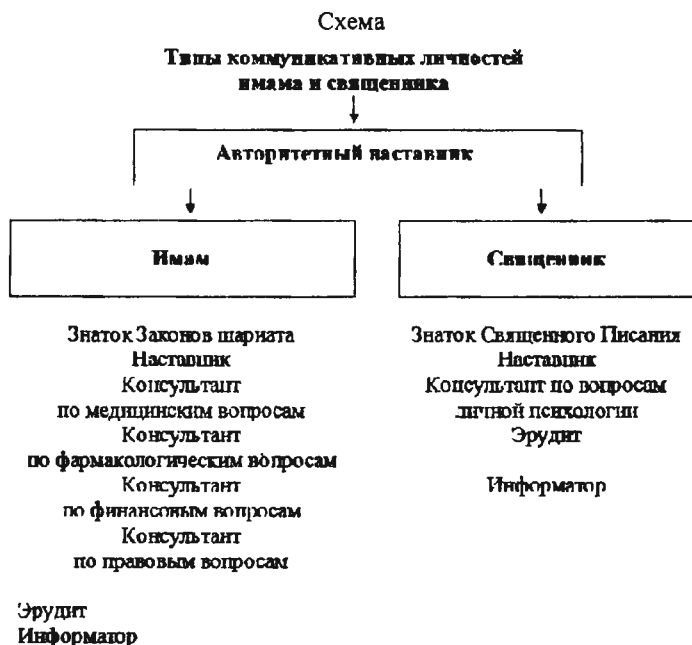 Схема
Типы коммуникативных личностей
имама и священника
Авторитетный наставник
Имам
Священник
Знаток Законов шариата
Наставник
Консультант
по медицинским вопросам
Консультант
по фармакологическим вопросам
Консультант
по финансовым вопросам
Консультант
по правовым вопросам
Эрудит
Информатор
Знаток Священного Писания
Наставник
Консультант по вопросам
личной психологии
Эрудит
Информатор